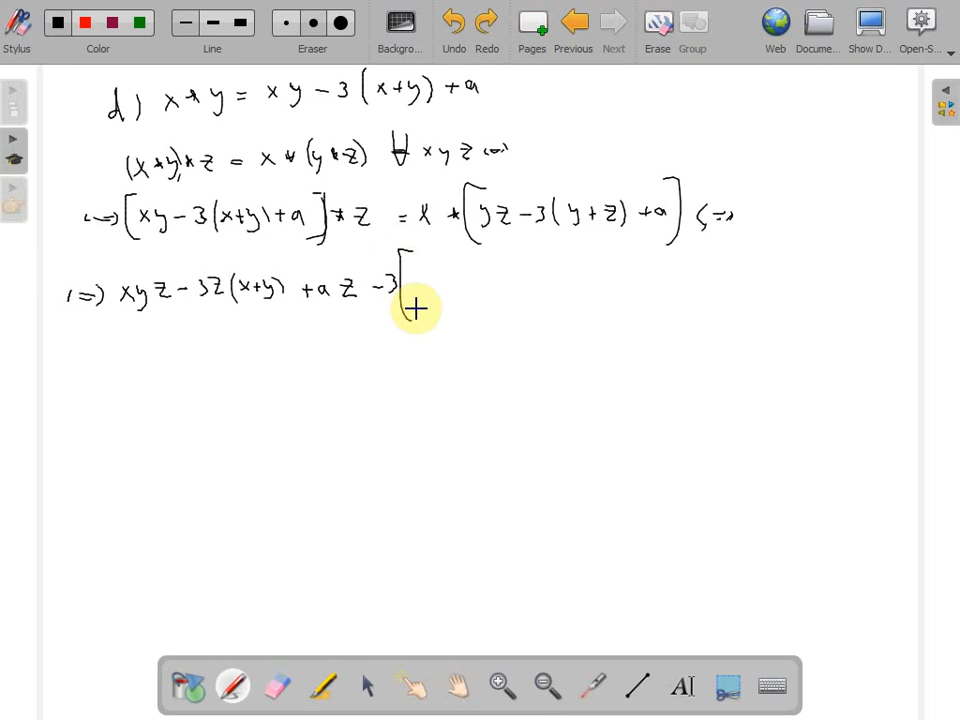 Stylus Color Line Eraser Backgro... Undo Redo Pages Previous Next Erase Group Web Docume... Show D... Open-S...
d) x * y = xy - 3(x+y) + a
(x*y)*z = x*(y*z) ∀ x y z ⇔
⇔ [xy - 3(x+y) + a] * z = x * [yz - 3(y+z) + a] ⇔
⇔ xyz - 3z(x+y) + az - 3[